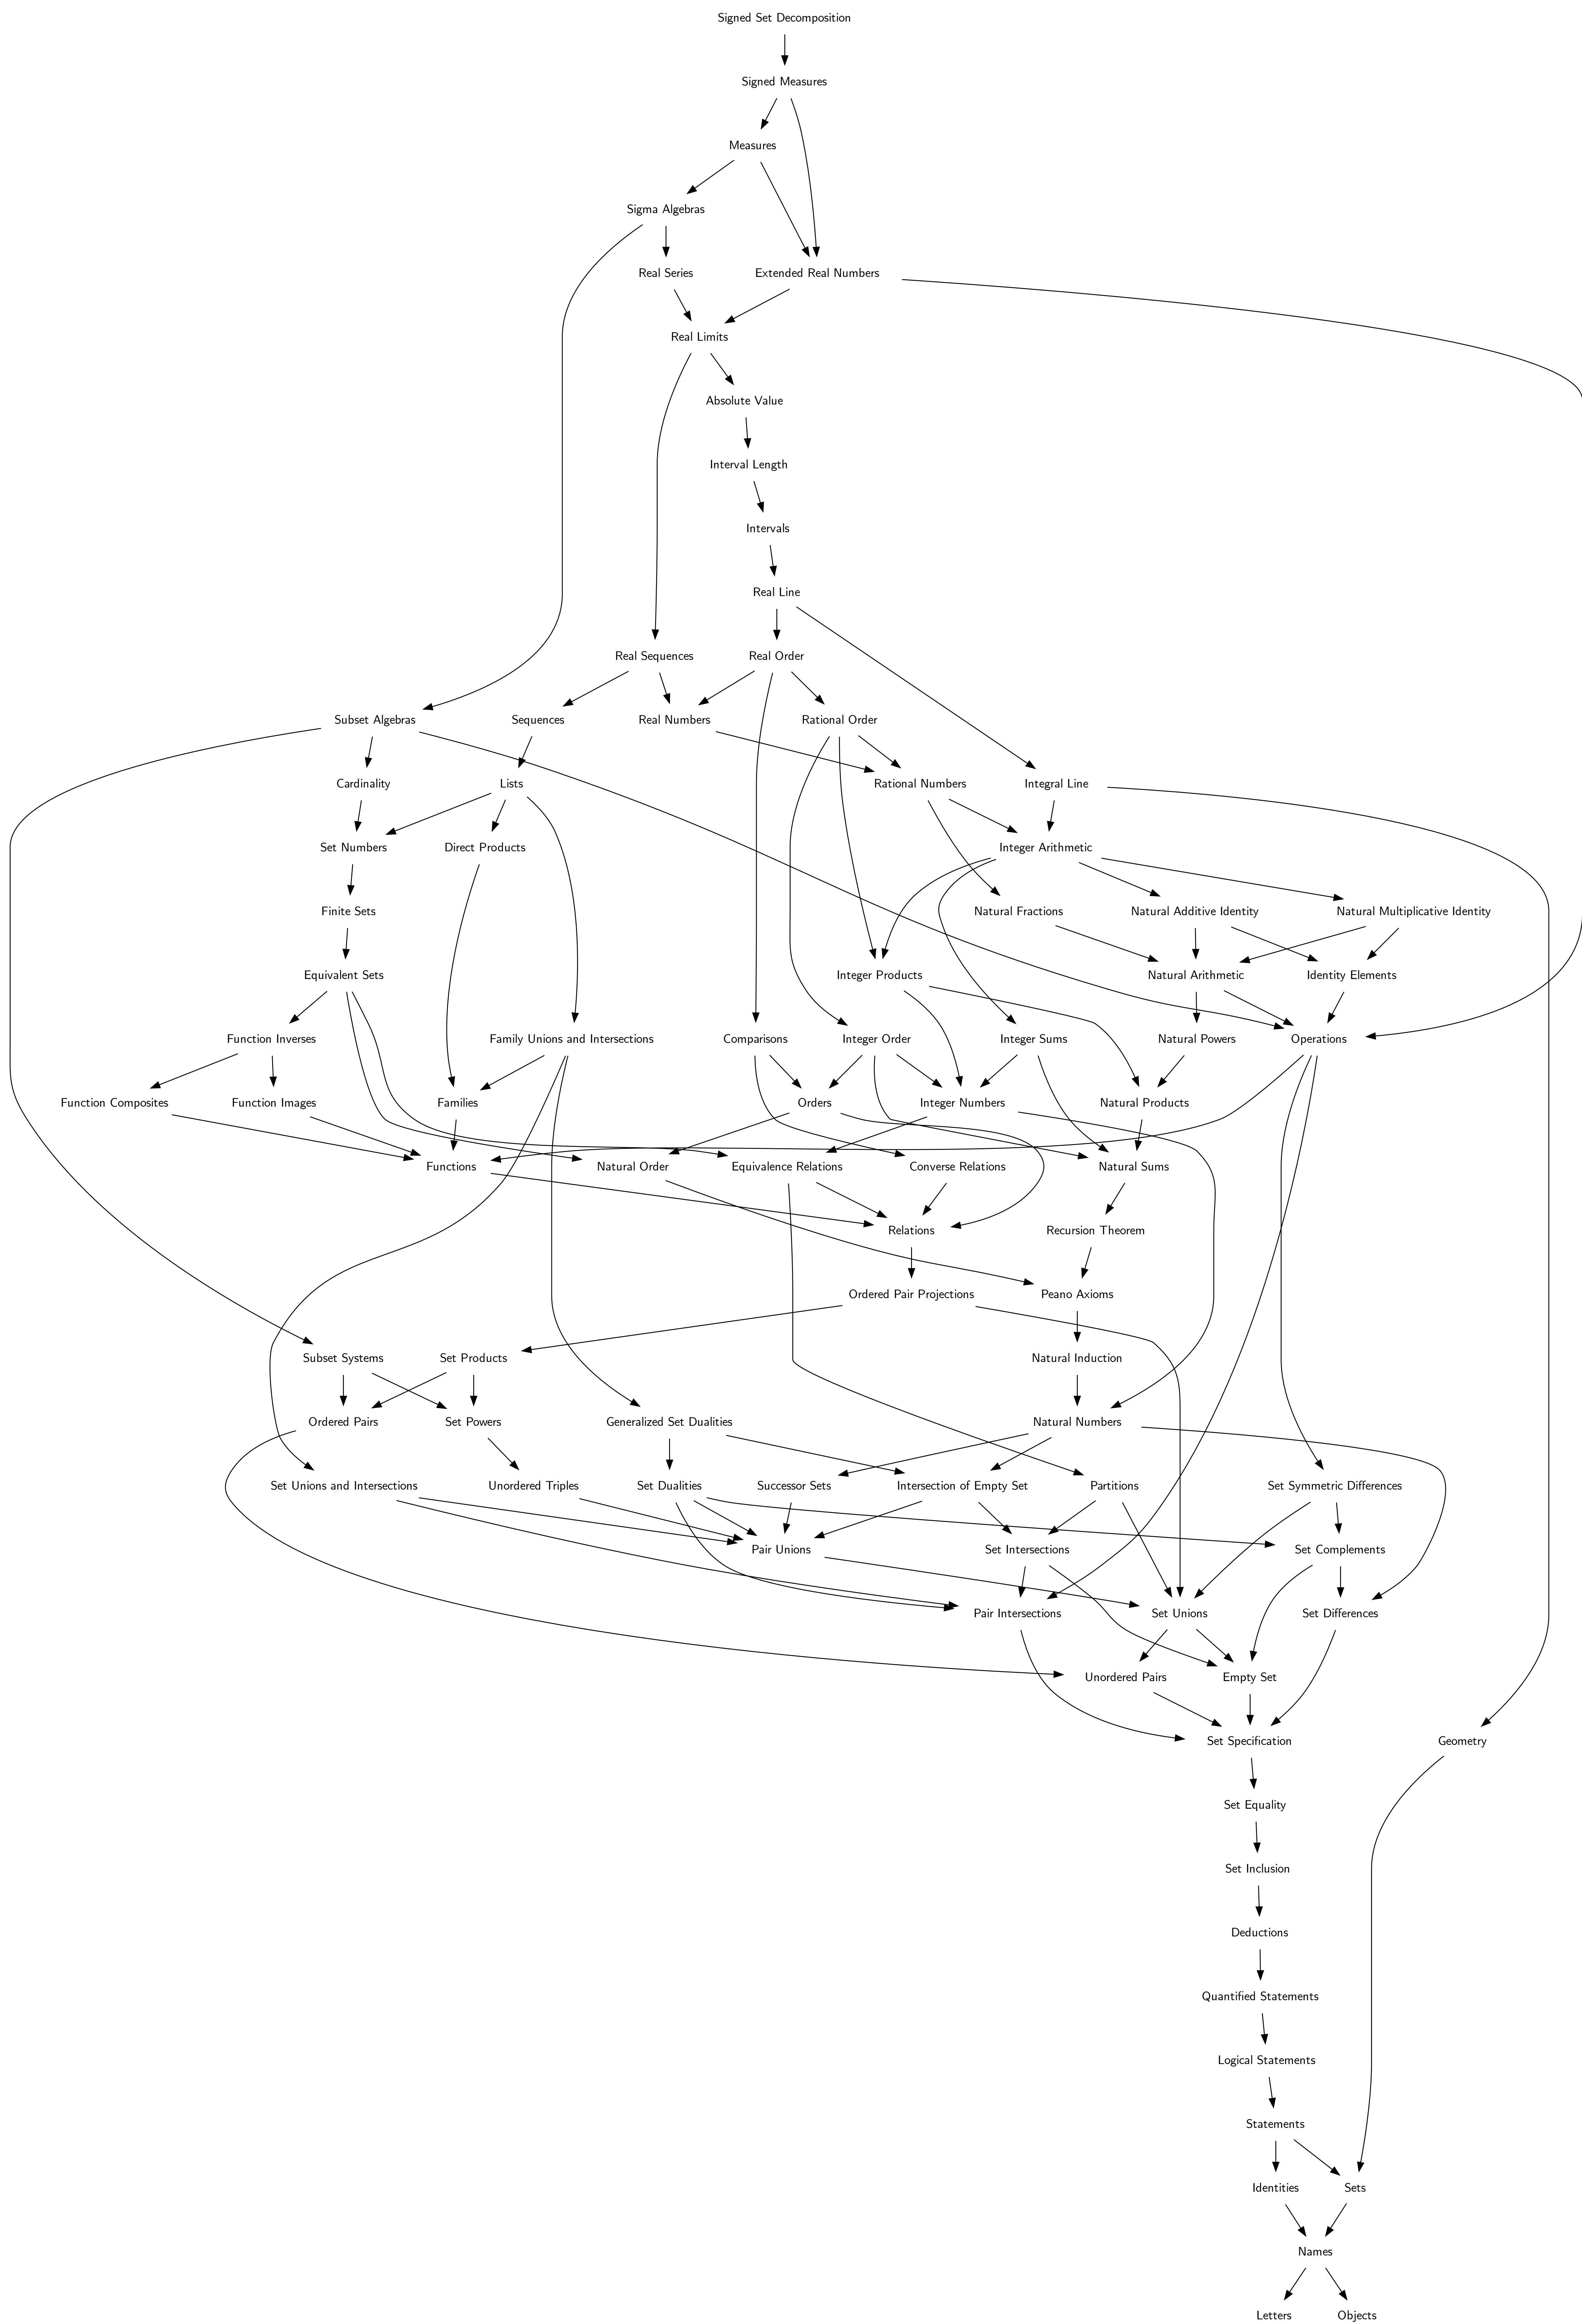 Signed Set Decomposition
Signed Measures
Measures
Sigma Algebras
Real Series
Extended Real Numbers
Real Limits
Absolute Value
Interval Length
Intervals
Real Line
Real Sequences
Real Order
Subset Algebras
Sequences
Real Numbers
Rational Order
Cardinality
Lists
Rational Numbers
Integral Line
Set Numbers
Direct Products
Integer Arithmetic
Finite Sets
Natural Fractions
Natural Additive Identity
Natural Multiplicative Identity
Equivalent Sets
Integer Products
Natural Arithmetic
Identity Elements
Function Inverses
Family Unions and Intersections
Comparisons
Integer Order
Integer Sums
Natural Powers
Operations
Function Composites
Function Images
Families
Orders
Integer Numbers
Natural Products
Functions
Natural Order
Equivalence Relations
Converse Relations
Natural Sums
Relations
Recursion Theorem
Ordered Pair Projections
Peano Axioms
Subset Systems
Set Products
Natural Induction
Ordered Pairs
Set Powers
Generalized Set Dualities
Natural Numbers
Set Unions and Intersections
Unordered Triples
Set Dualities
Successor Sets
Intersection of Empty Set
Partitions
Set Symmetric Differences
Pair Unions
Set Intersections
Set Complements
Pair Intersections
Set Unions
Set Differences
Unordered Pairs
Empty Set
Set Specification
Geometry
Set Equality
Set Inclusion
Deductions
Quantified Statements
Logical Statements
Statements
Identities
Sets
Names
Letters
Objects